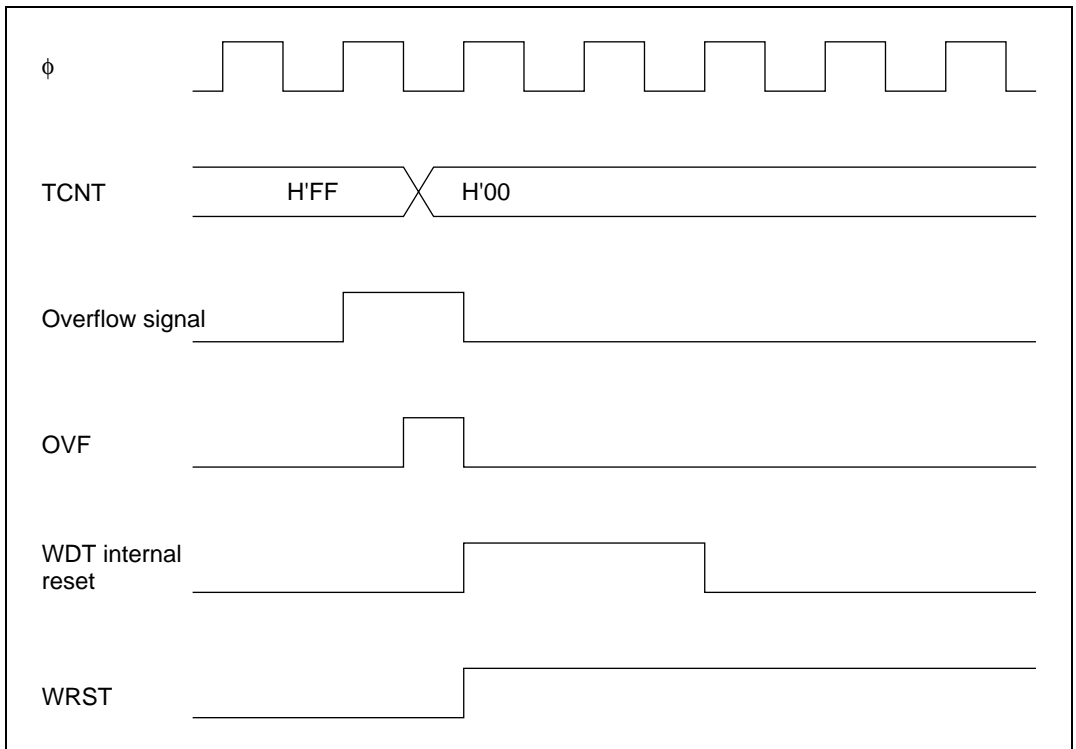 ϕ
TCNT H'FF H'00
Overflow signal
OVF
WDT internal
reset
WRST